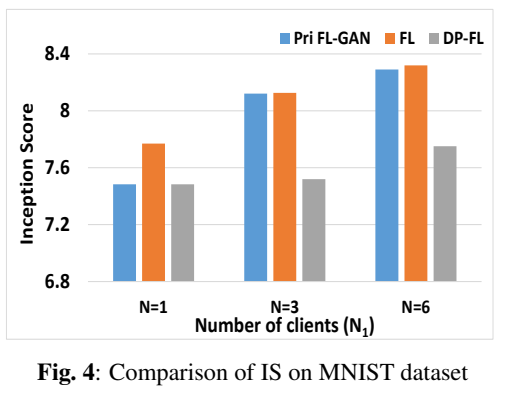 Pri FL-GAN FL DP-FL
8.4
8
7.6
7.2
6.8
Inception Score
N=1 N=3 N=6
Number of clients (N₁)
Fig. 4: Comparison of IS on MNIST dataset